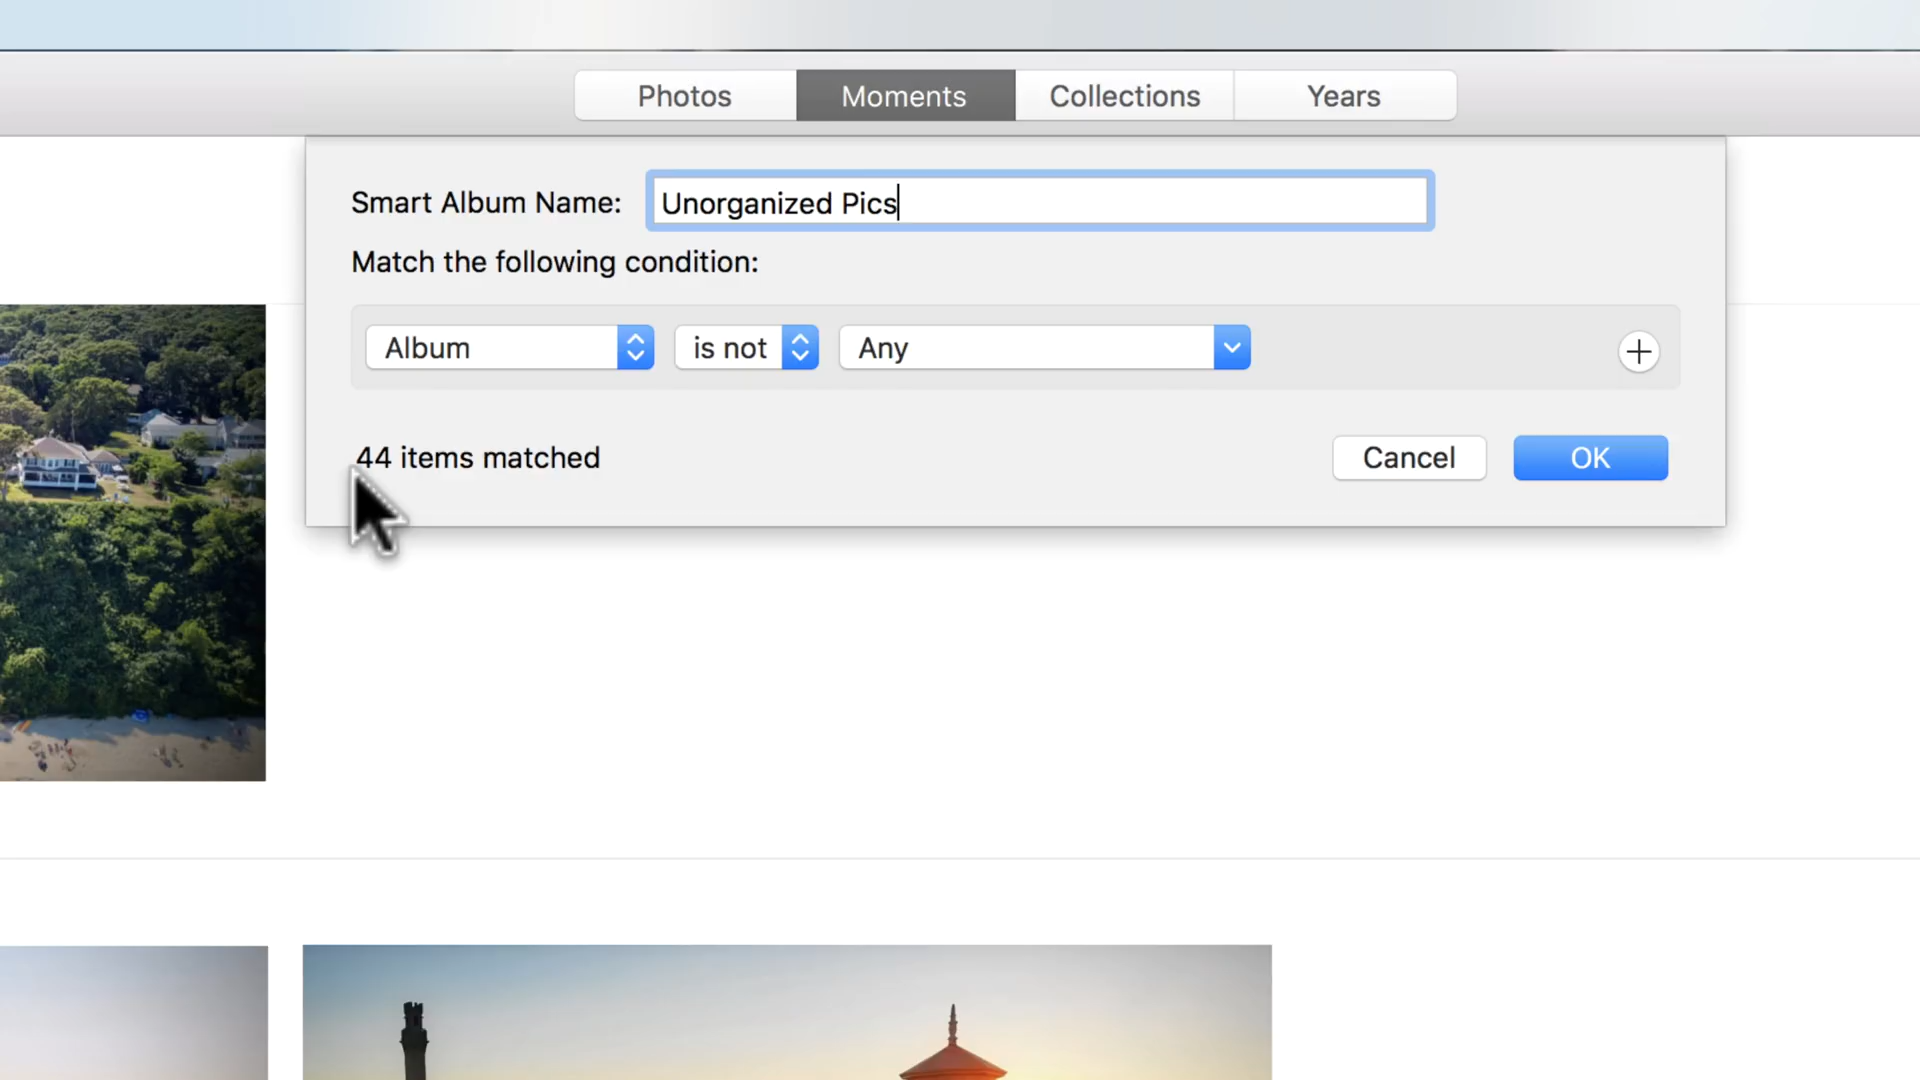 Photos Moments Collections Years
Smart Album Name: Unorganized Pics
Match the following condition:
Album is not Any
44 items matched Cancel OK